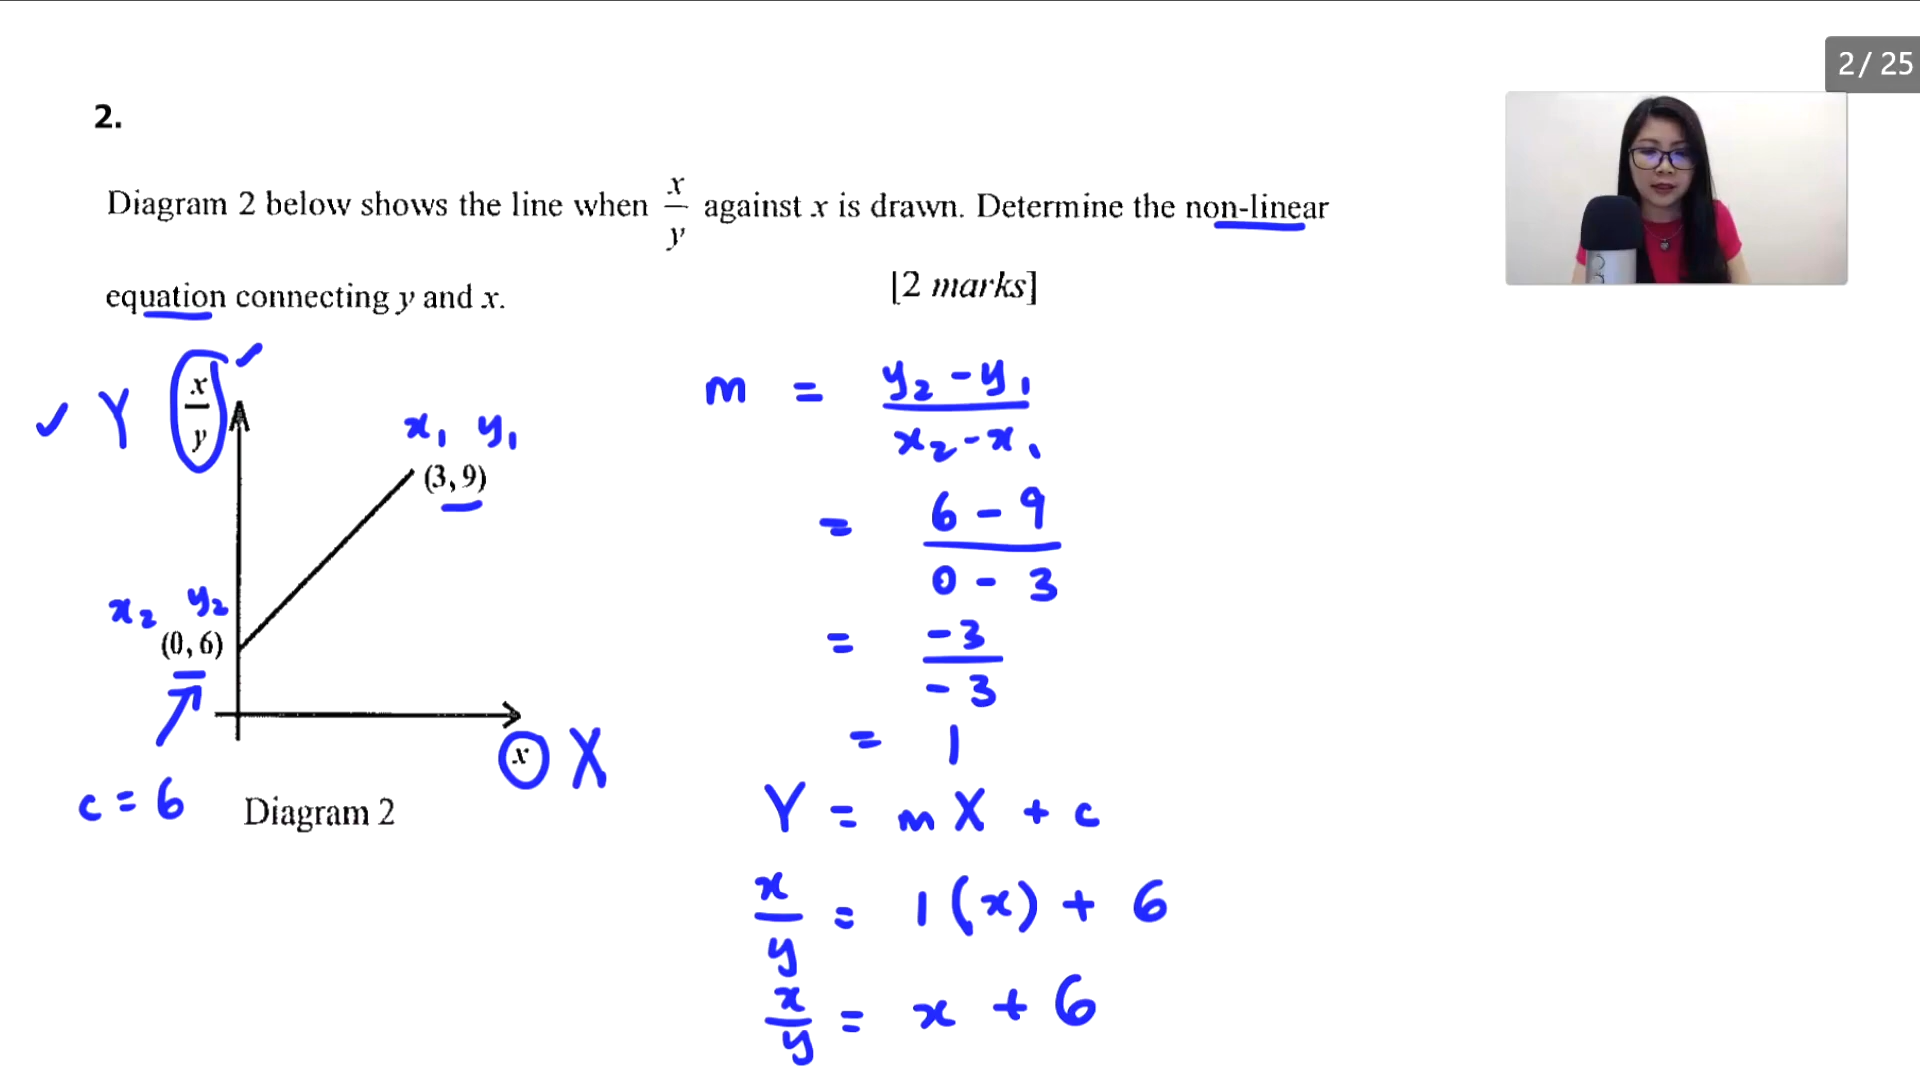 2 / 25
2.
Diagram 2 below shows the line when x/y against x is drawn. Determine the non-linear
equation connecting y and x.
[2 marks]
Y x/y
x₁ y₁
(3, 9)
x₂ y₂
(0, 6)
x X
c = 6
Diagram 2
m = (y₂ - y₁)/(x₂ - x₁)
= (6 - 9)/(0 - 3)
= -3/-3
= 1
Y = mX + c
x/y = 1(x) + 6
x/y = x + 6